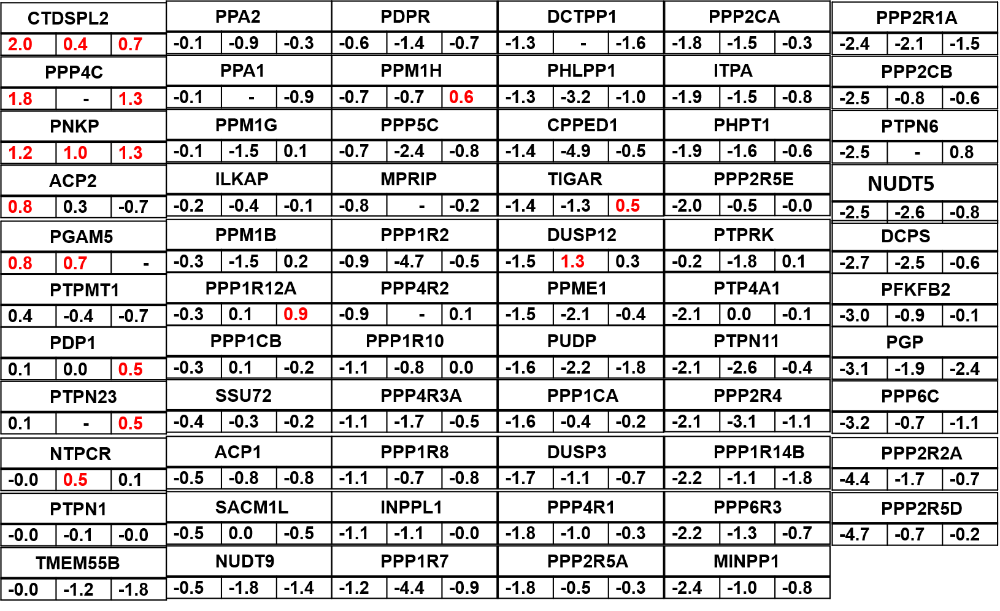 CTDSPL2 PPA2 PDPR DCTPP1 PPP2CA PPP2R1A
2.0 0.4 0.7 -0.1 -0.9 -0.3 -0.6 -1.4 -0.7 -1.3 - -1.6 -1.8 -1.5 -0.3 -2.4 -2.1 -1.5
PPP4C PPA1 PPM1H PHLPP1 ITPA PPP2CB
1.8 - 1.3 -0.1 - -0.9 -0.7 -0.7 0.6 -1.3 -3.2 -1.0 -1.9 -1.5 -0.8 -2.5 -0.8 -0.6
PNKP PPM1G PPP5C CPPED1 PHPT1 PTPN6
1.2 1.0 1.3 -0.1 -1.5 0.1 -0.7 -2.4 -0.8 -1.4 -4.9 -0.5 -1.9 -1.6 -0.6 -2.5 - 0.8
ACP2 ILKAP MPRIP TIGAR PPP2R5E NUDT5
0.8 0.3 -0.7 -0.2 -0.4 -0.1 -0.8 - -0.2 -1.4 -1.3 0.5 -2.0 -0.5 -0.0 -2.5 -2.6 -0.8
PGAM5 PPM1B PPP1R2 DUSP12 PTPRK DCPS
0.8 0.7 - -0.3 -1.5 0.2 -0.9 -4.7 -0.5 -1.5 1.3 0.3 -0.2 -1.8 0.1 -2.7 -2.5 -0.6
PTPMT1 PPP1R12A PPP4R2 PPME1 PTP4A1 PFKFB2
0.4 -0.4 -0.7 -0.3 0.1 0.9 -0.9 - 0.1 -1.5 -2.1 -0.4 -2.1 0.0 -0.1 -3.0 -0.9 -0.1
PDP1 PPP1CB PPP1R10 PUDP PTPN11 PGP
0.1 0.0 0.5 -0.3 0.1 -0.2 -1.1 -0.8 0.0 -1.6 -2.2 -1.8 -2.1 -2.6 -0.4 -3.1 -1.9 -2.4
PTPN23 SSU72 PPP4R3A PPP1CA PPP2R4 PPP6C
0.1 - 0.5 -0.4 -0.3 -0.2 -1.1 -1.7 -0.5 -1.6 -0.4 -0.2 -2.1 -3.1 -1.1 -3.2 -0.7 -1.1
NTPCR ACP1 PPP1R8 DUSP3 PPP1R14B PPP2R2A
-0.0 0.5 0.1 -0.5 -0.8 -0.8 -1.1 -0.7 -0.8 -1.7 -1.1 -0.7 -2.2 -1.1 -1.8 -4.4 -1.7 -0.7
PTPN1 SACM1L INPPL1 PPP4R1 PPP6R3 PPP2R5D
-0.0 -0.1 -0.0 -0.5 0.0 -0.5 -1.1 -1.1 -0.0 -1.8 -1.0 -0.3 -2.2 -1.3 -0.7 -4.7 -0.7 -0.2
TMEM55B NUDT9 PPP1R7 PPP2R5A MINPP1
-0.0 -1.2 -1.8 -0.5 -1.8 -1.4 -1.2 -4.4 -0.9 -1.8 -0.5 -0.3 -2.4 -1.0 -0.8